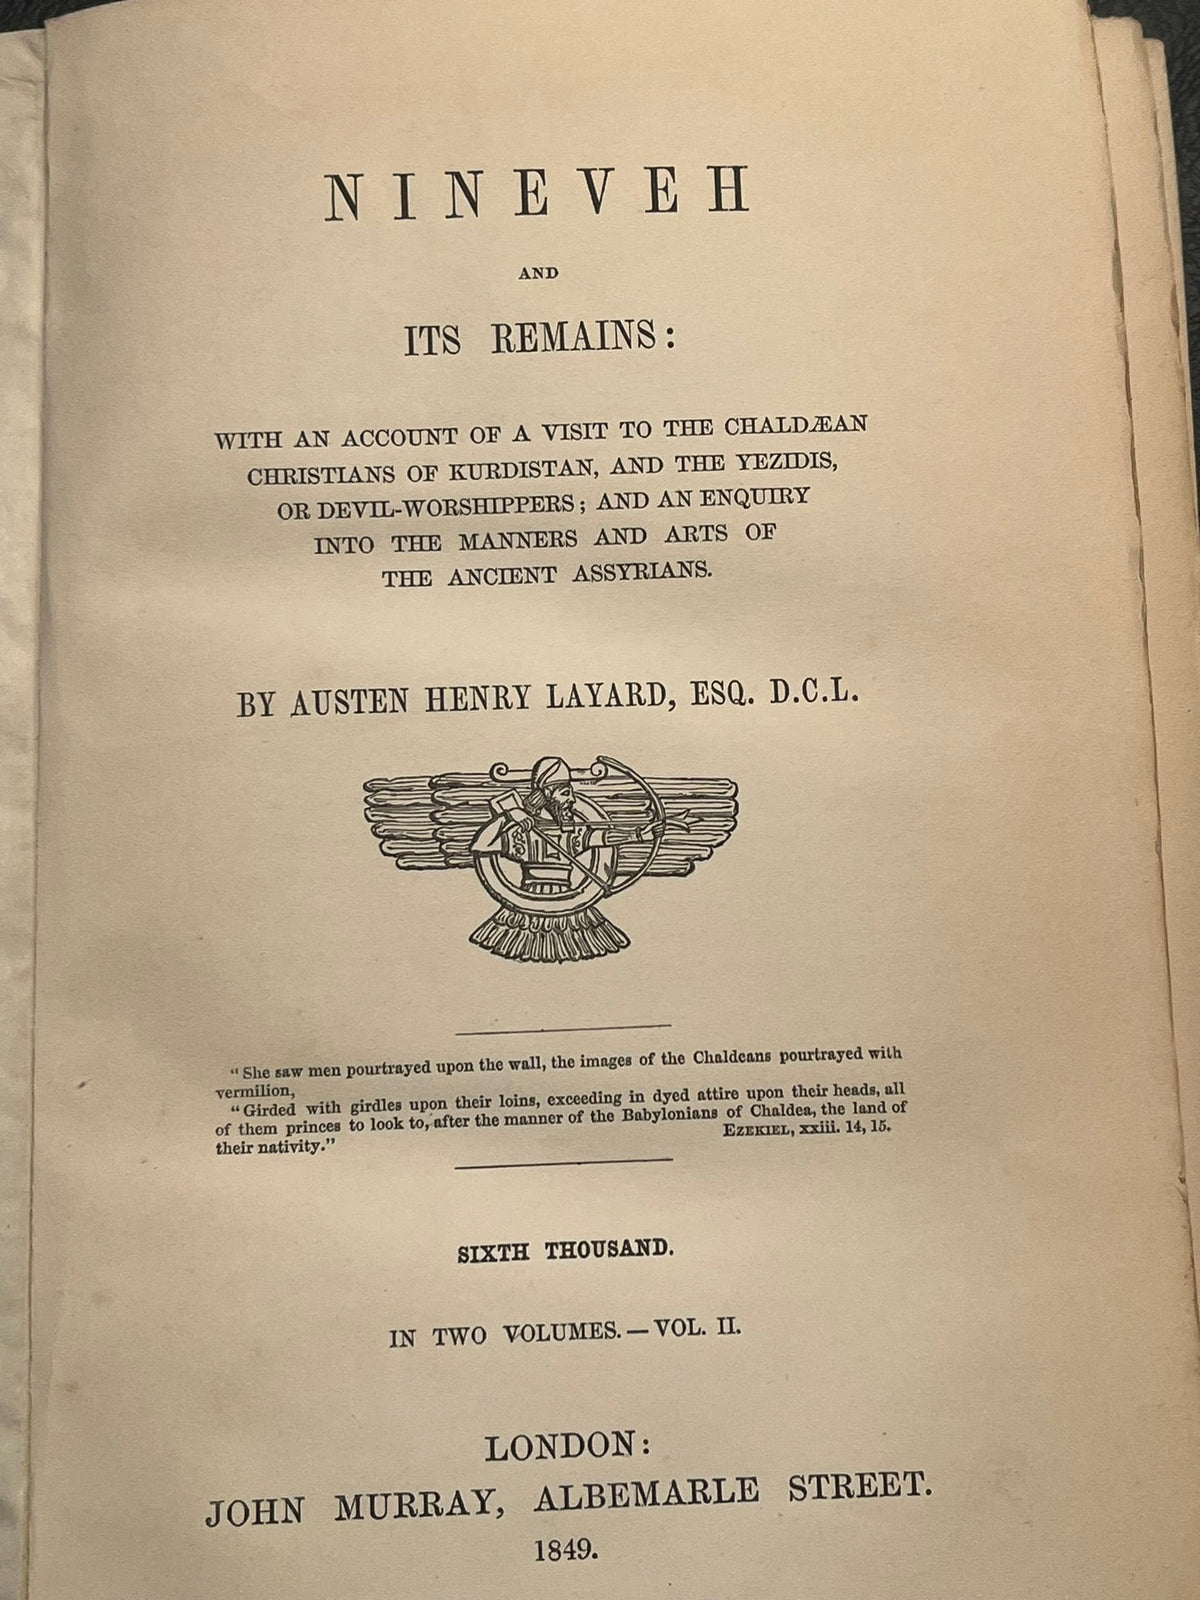 NINEVEH
AND
ITS REMAINS:
WITH AN ACCOUNT OF A VISIT TO THE CHALDÆAN
CHRISTIANS OF KURDISTAN, AND THE YEZIDIS,
OR DEVIL-WORSHIPPERS; AND AN ENQUIRY
INTO THE MANNERS AND ARTS OF
THE ANCIENT ASSYRIANS.
BY AUSTEN HENRY LAYARD, ESQ. D.C.L.
"She saw men pourtrayed upon the wall, the images of the Chaldeans pourtrayed with
vermilion,
"Girded with girdles upon their loins, exceeding in dyed attire upon their heads, all
of them princes to look to, after the manner of the Babylonians of Chaldea, the land of
their nativity." EZEKIEL, xxiii. 14, 15.
SIXTH THOUSAND.
IN TWO VOLUMES.—VOL. II.
LONDON:
JOHN MURRAY, ALBEMARLE STREET.
1849.